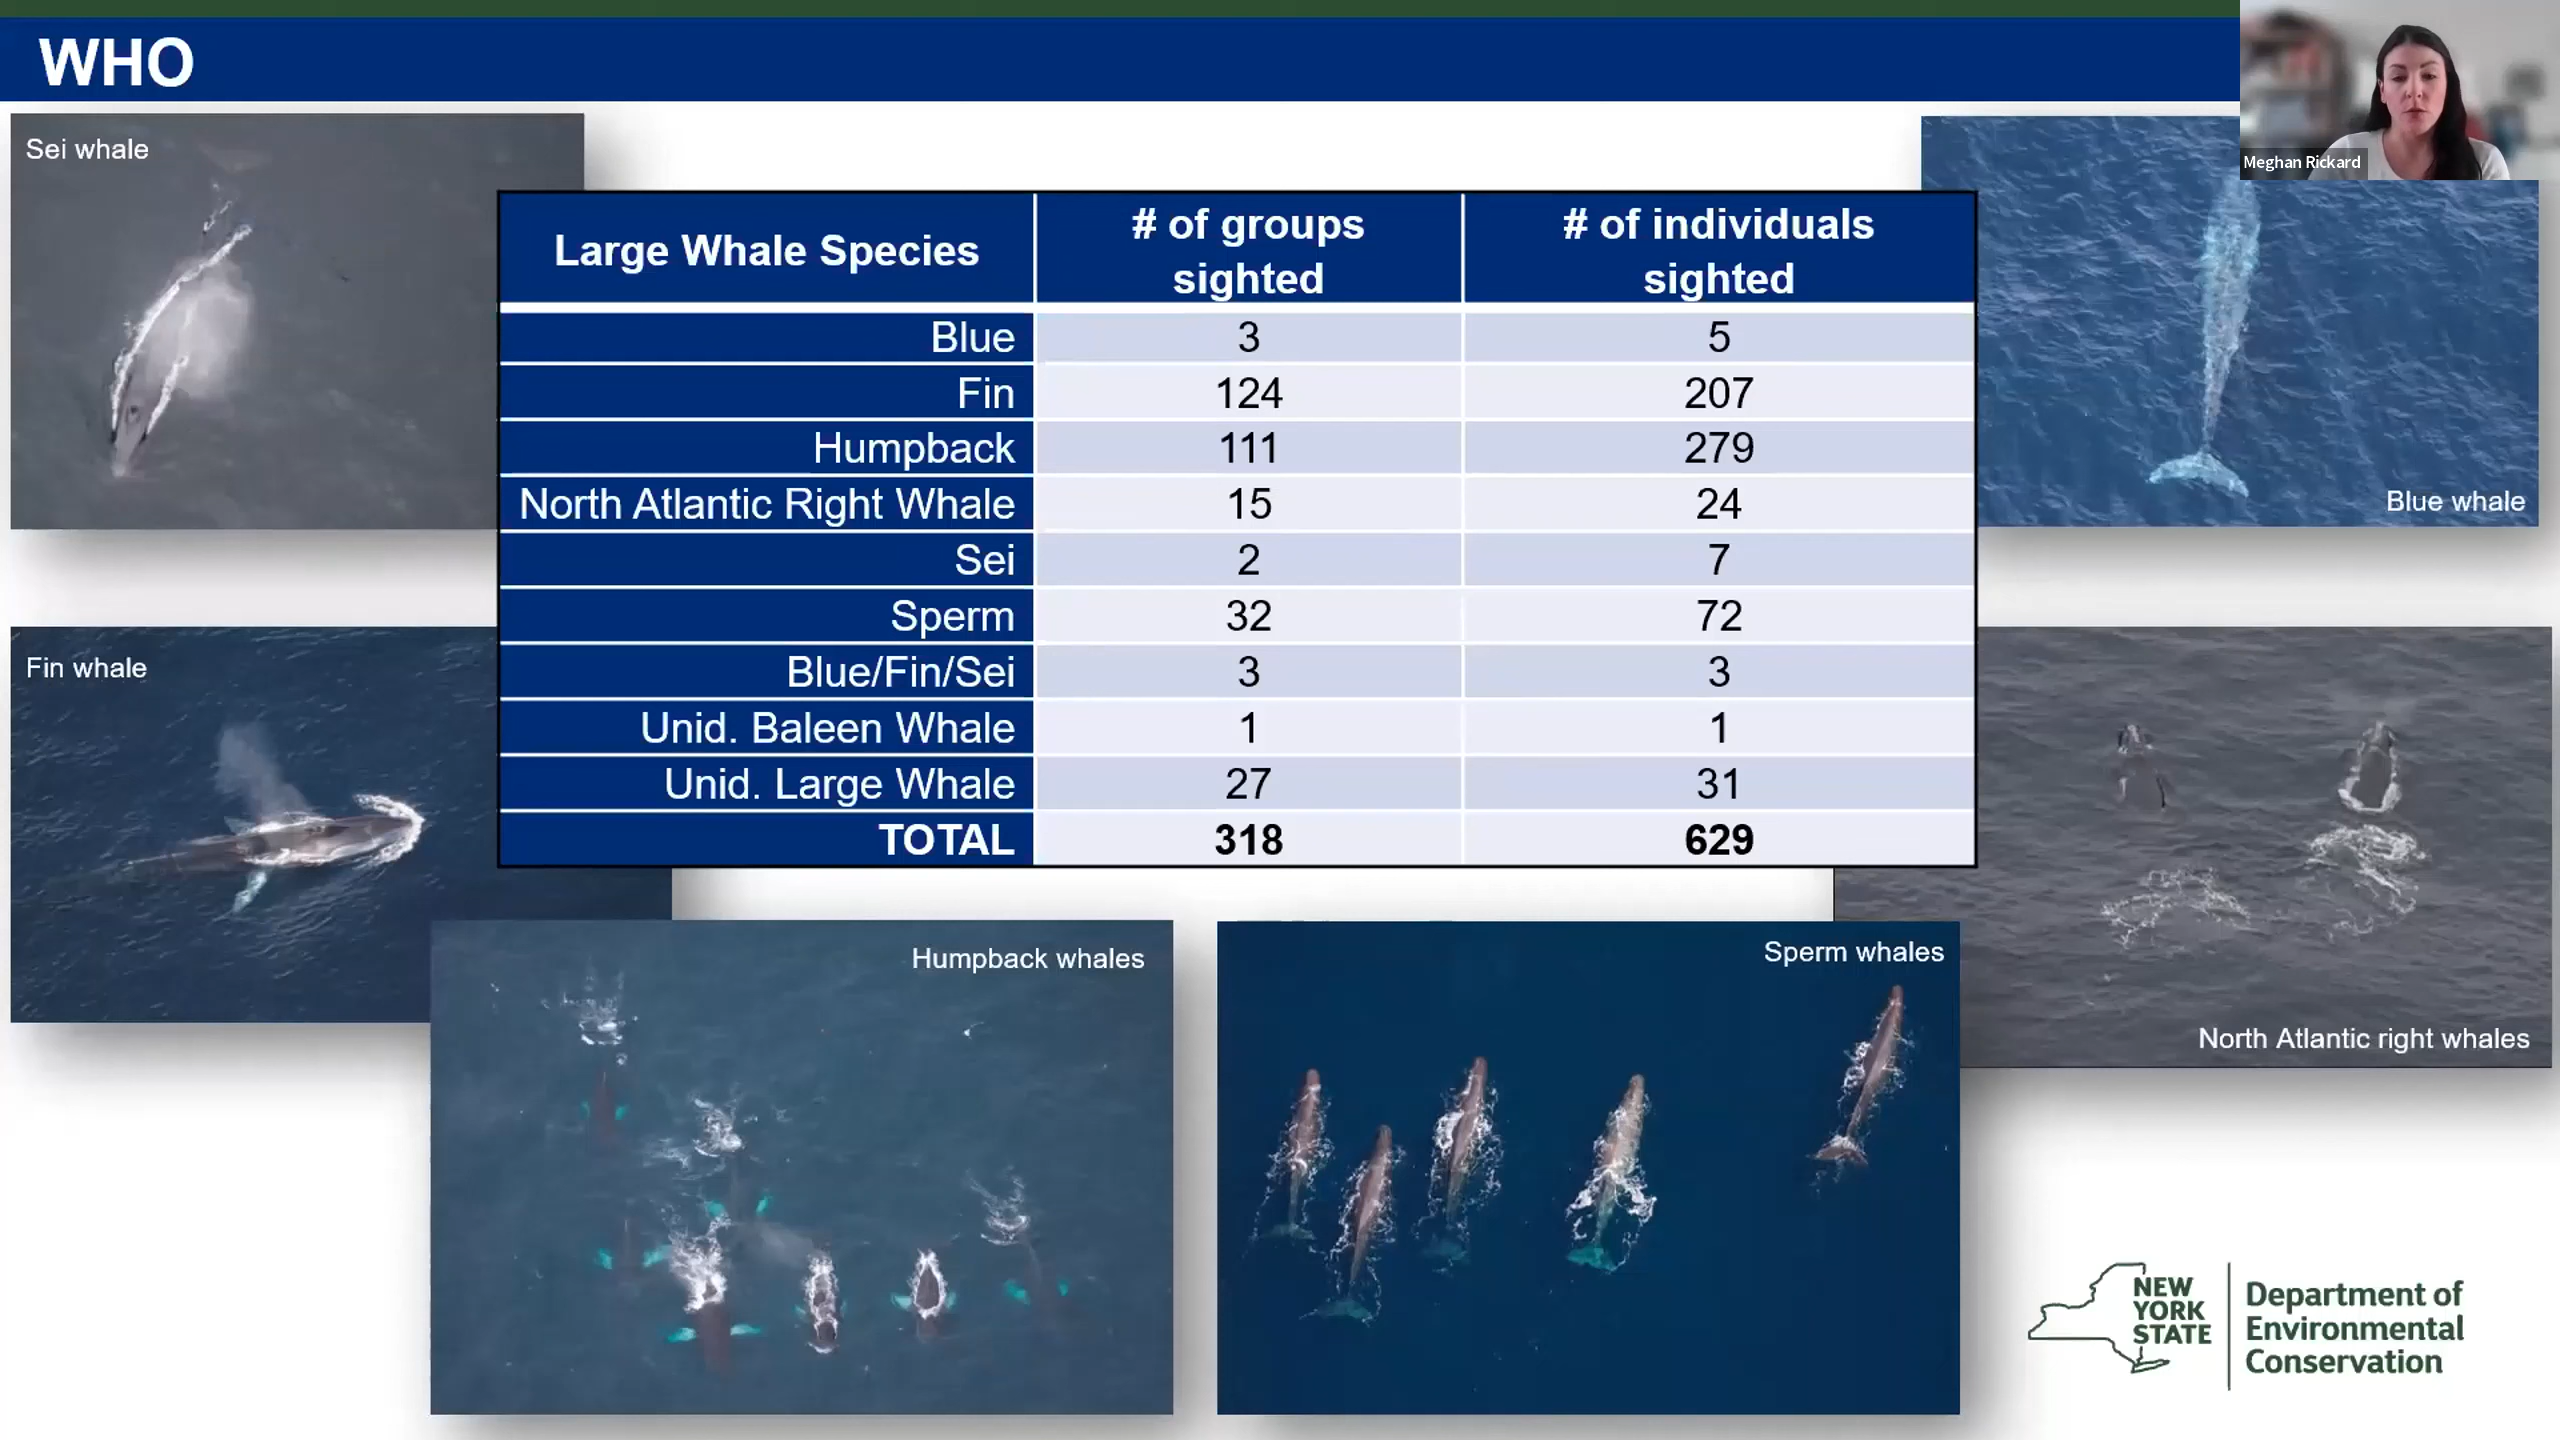 WHO
Meghan Rickard
Sei whale
Blue whale
Large Whale Species # of groups sighted # of individuals sighted
Blue 3 5
Fin 124 207
Humpback 111 279
North Atlantic Right Whale 15 24
Sei 2 7
Sperm 32 72
Blue/Fin/Sei 3 3
Unid. Baleen Whale 1 1
Unid. Large Whale 27 31
TOTAL 318 629
Fin whale
North Atlantic right whales
Humpback whales
Sperm whales
NEW
YORK
STATE
Department of
Environmental
Conservation